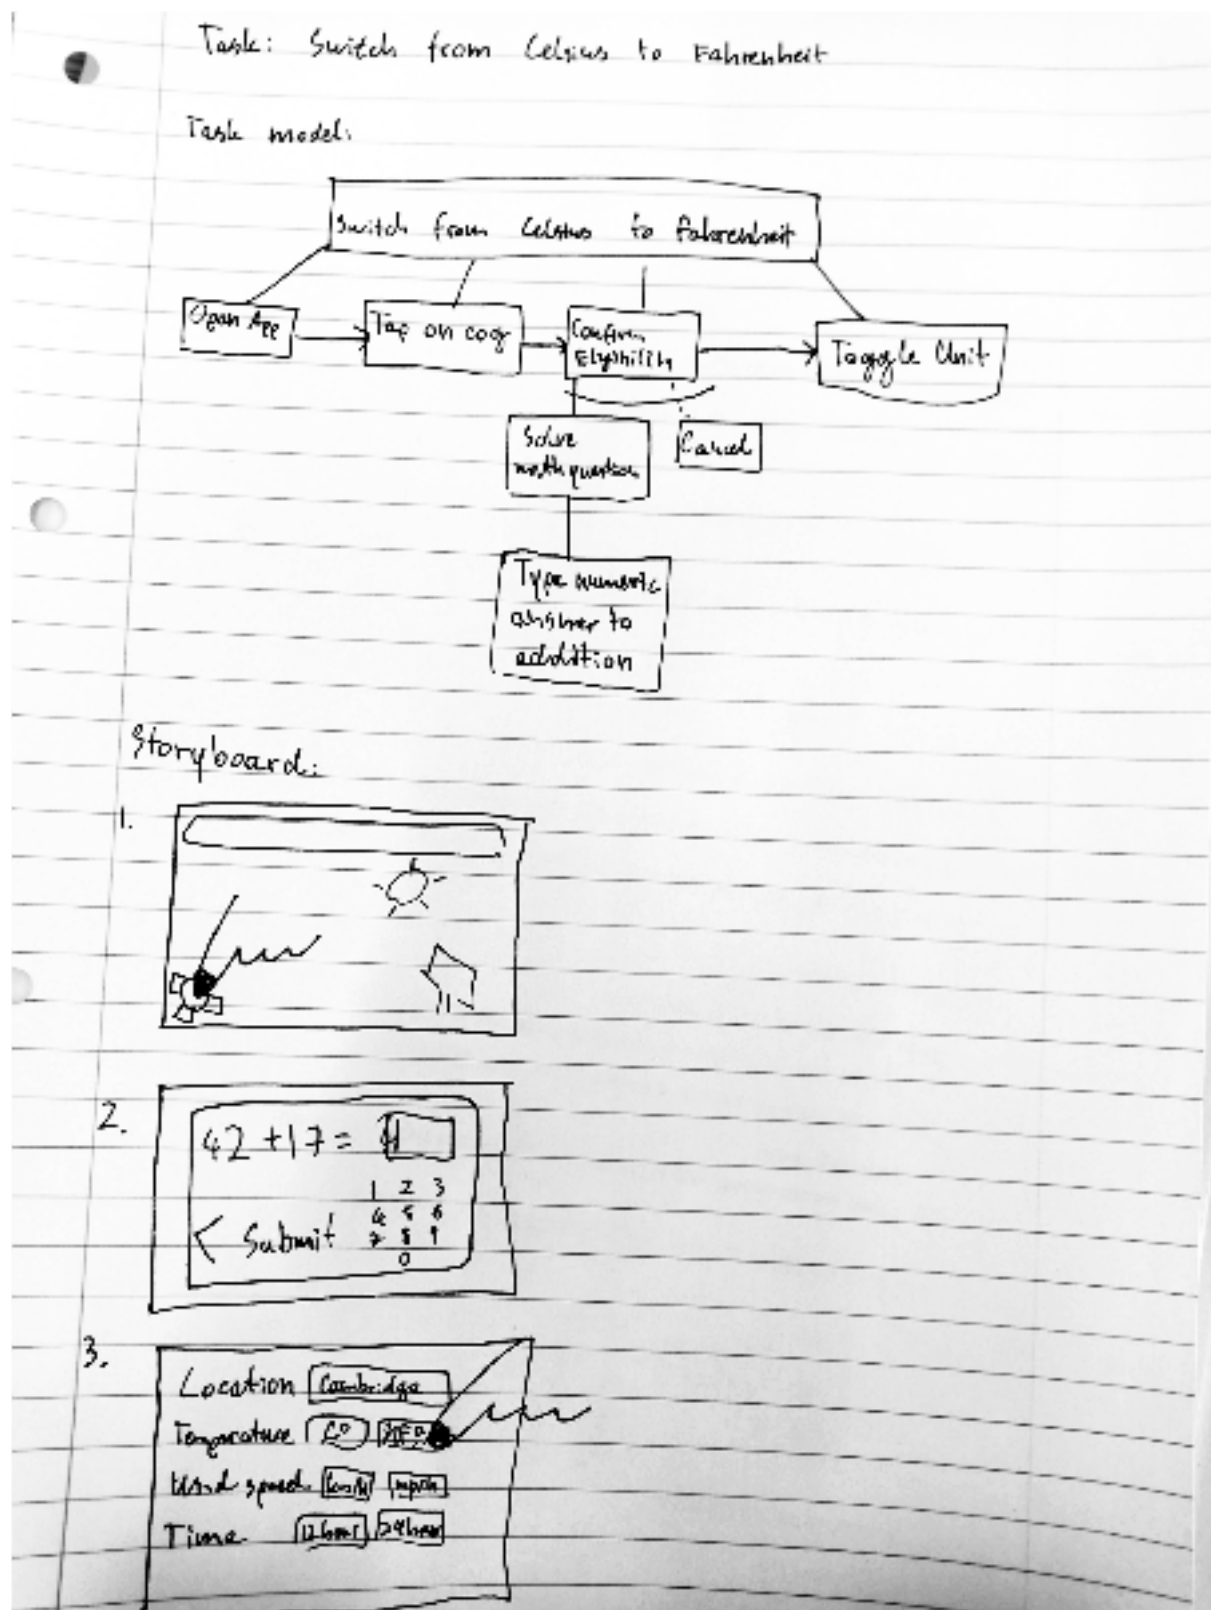 Task: Switch from Celsius to Fahrenheit
Task model:
Switch from Celsius to Fahrenheit
Open App
Tap on cog
Confirm
Eligibility
Toggle Unit
Solve
math question
Cancel
Type numeric
answer to
addition
Storyboard:
1.
2.
42 + 17 =
1 2 3
4 5 6
< Submit
7 8 9
0
3.
Location Cambridge
Temperature C° F°
Wind speed km/h mph
Time 12 hour 24 hour